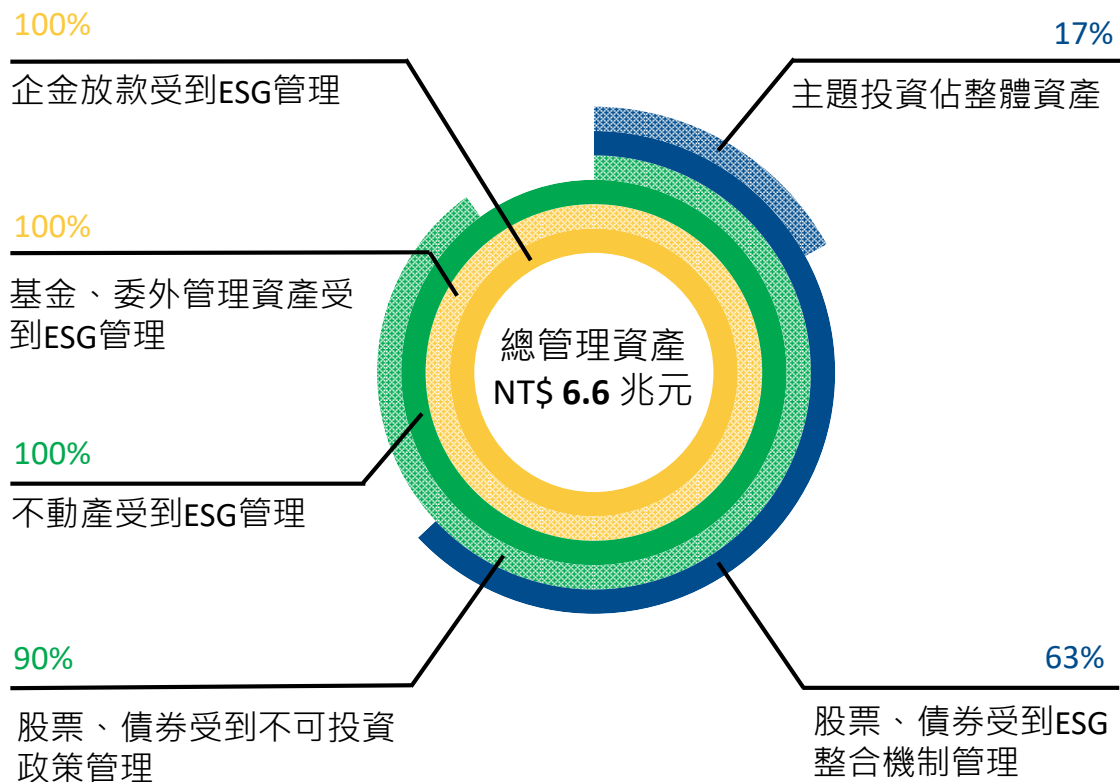 100%
企金放款受到ESG管理
100%
基金、委外管理資產受
到ESG管理
100%
不動產受到ESG管理
90%
股票、債券受到不可投資
政策管理
總管理資產
NT$ 6.6 兆元
17%
主題投資佔整體資產
63%
股票、債券受到ESG
整合機制管理